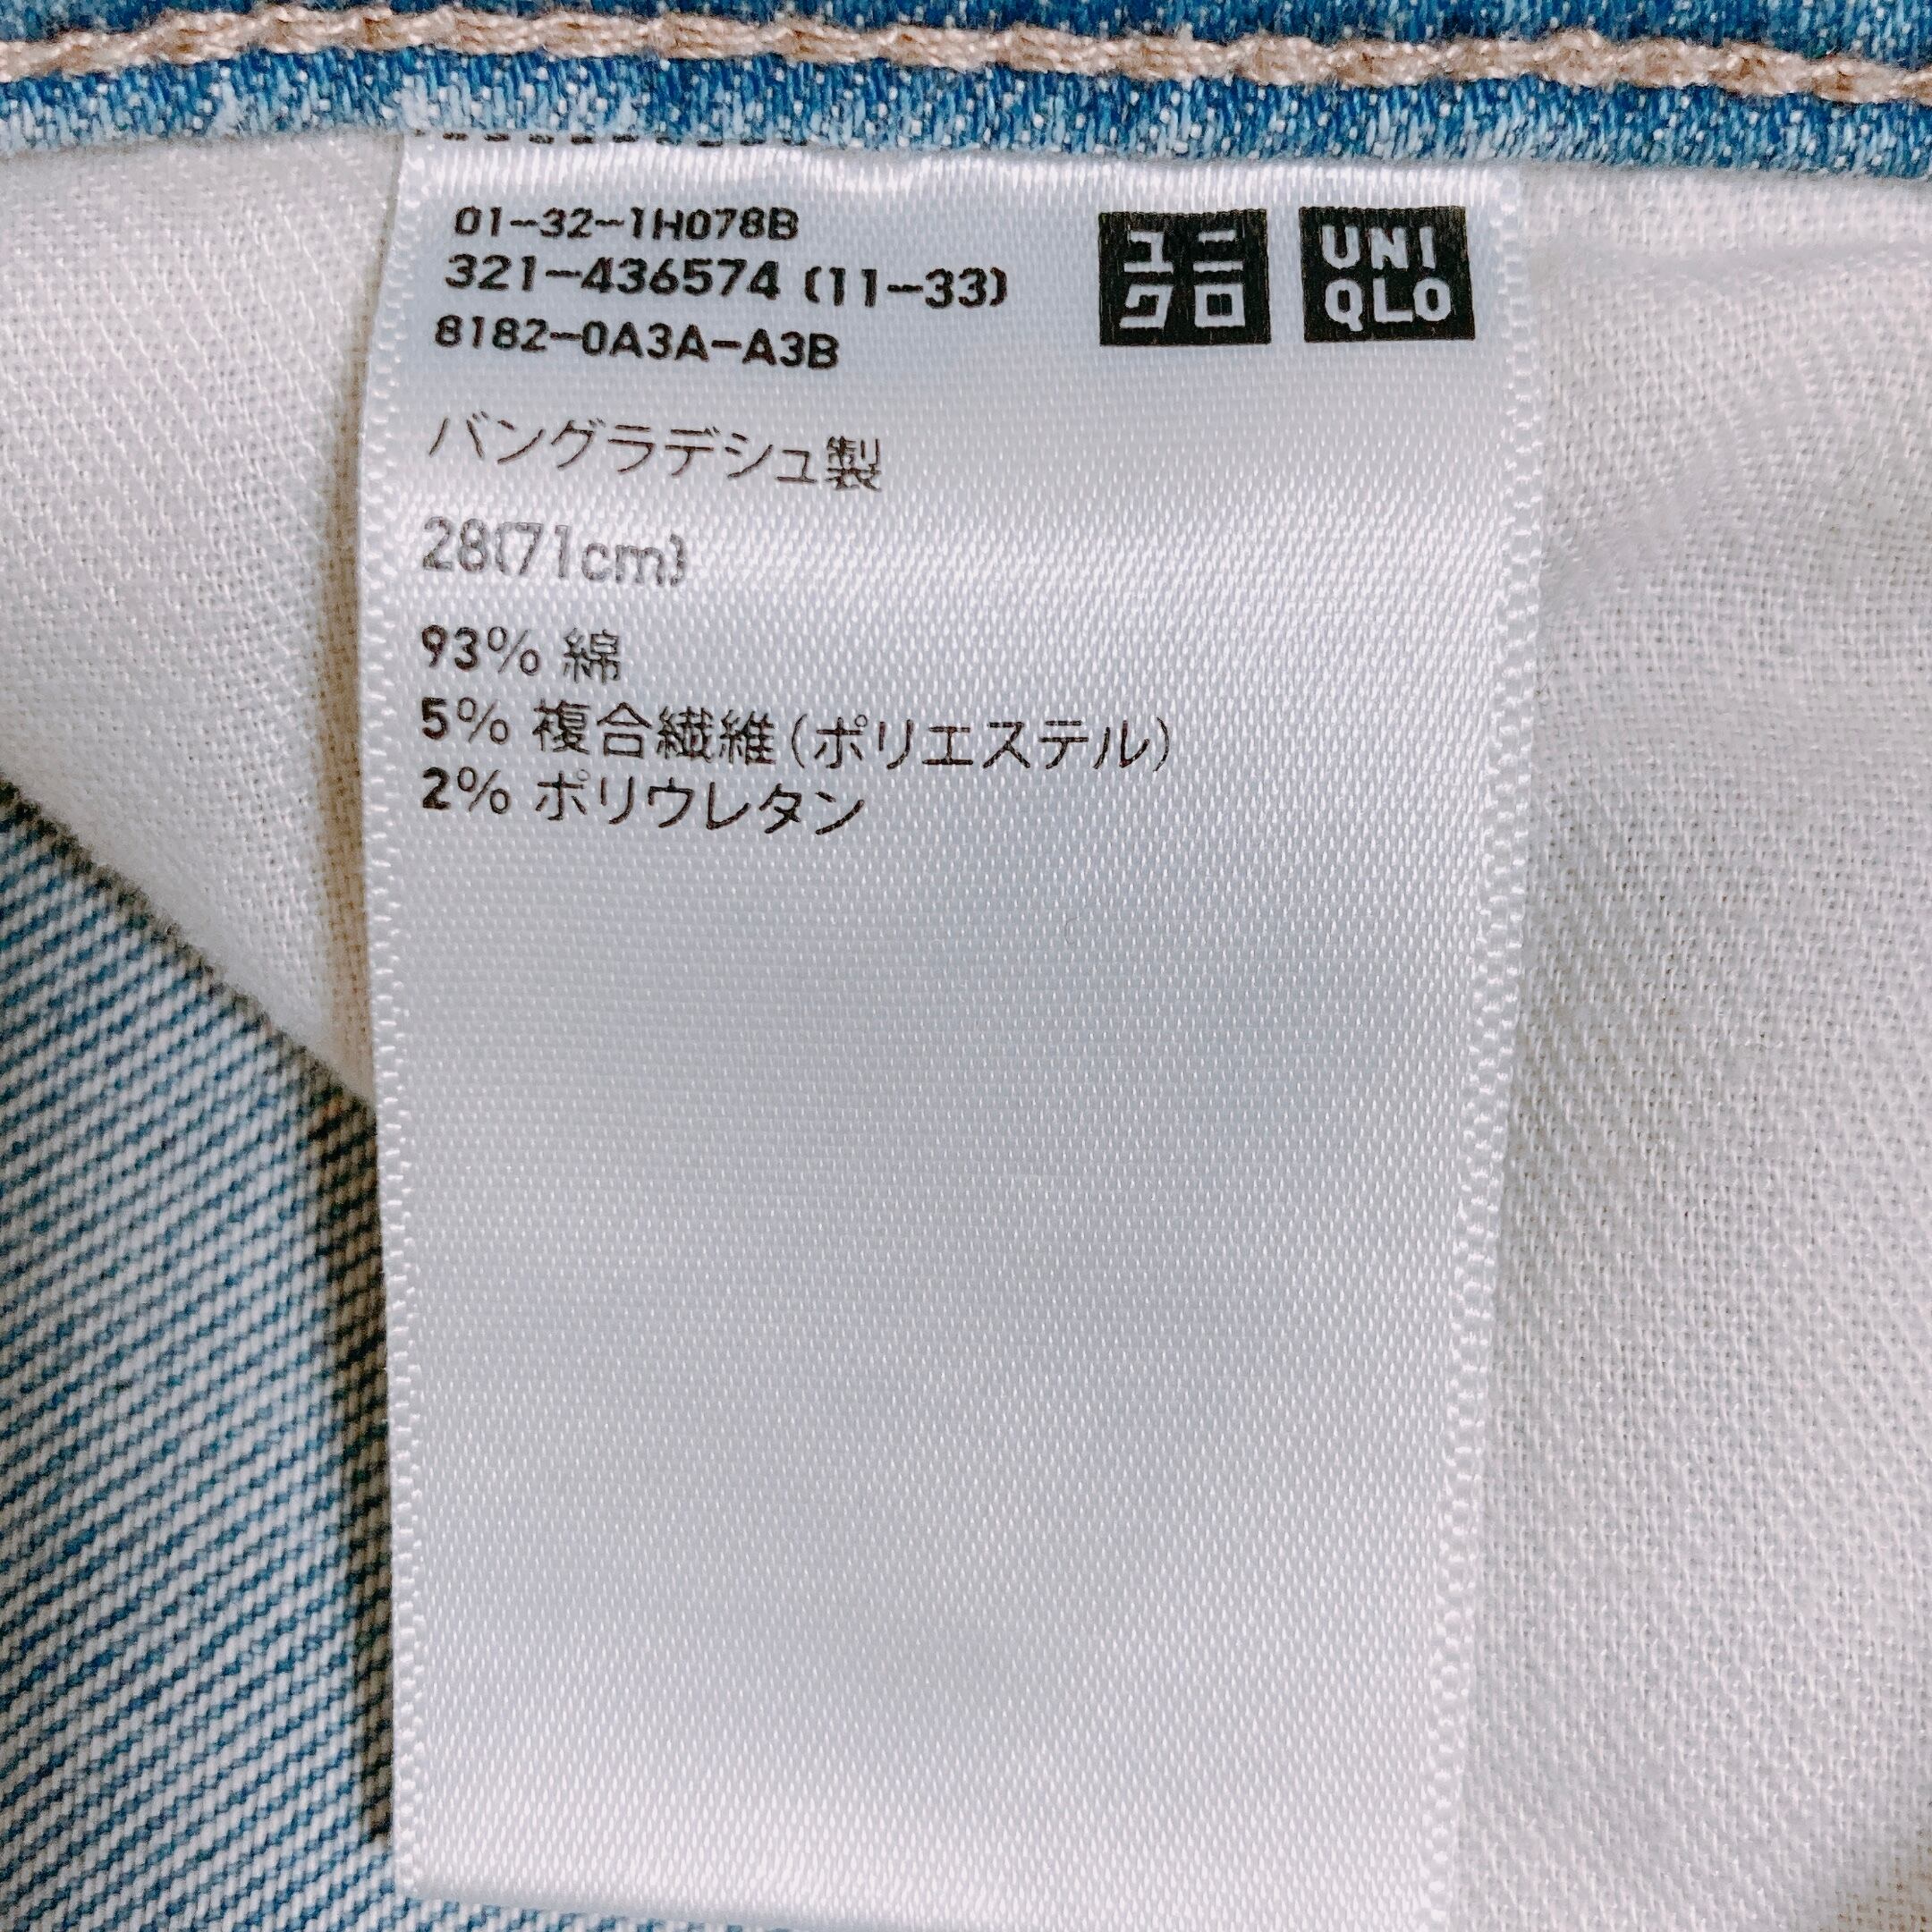 01-32-1H078B
321-436574 (11-33)
8182-0A3A-A3B
ユニ
クロ
UNI
QLO
バングラデシュ製
28(71cm)
93% 綿
5% 複合繊維(ポリエステル)
2% ポリウレタン